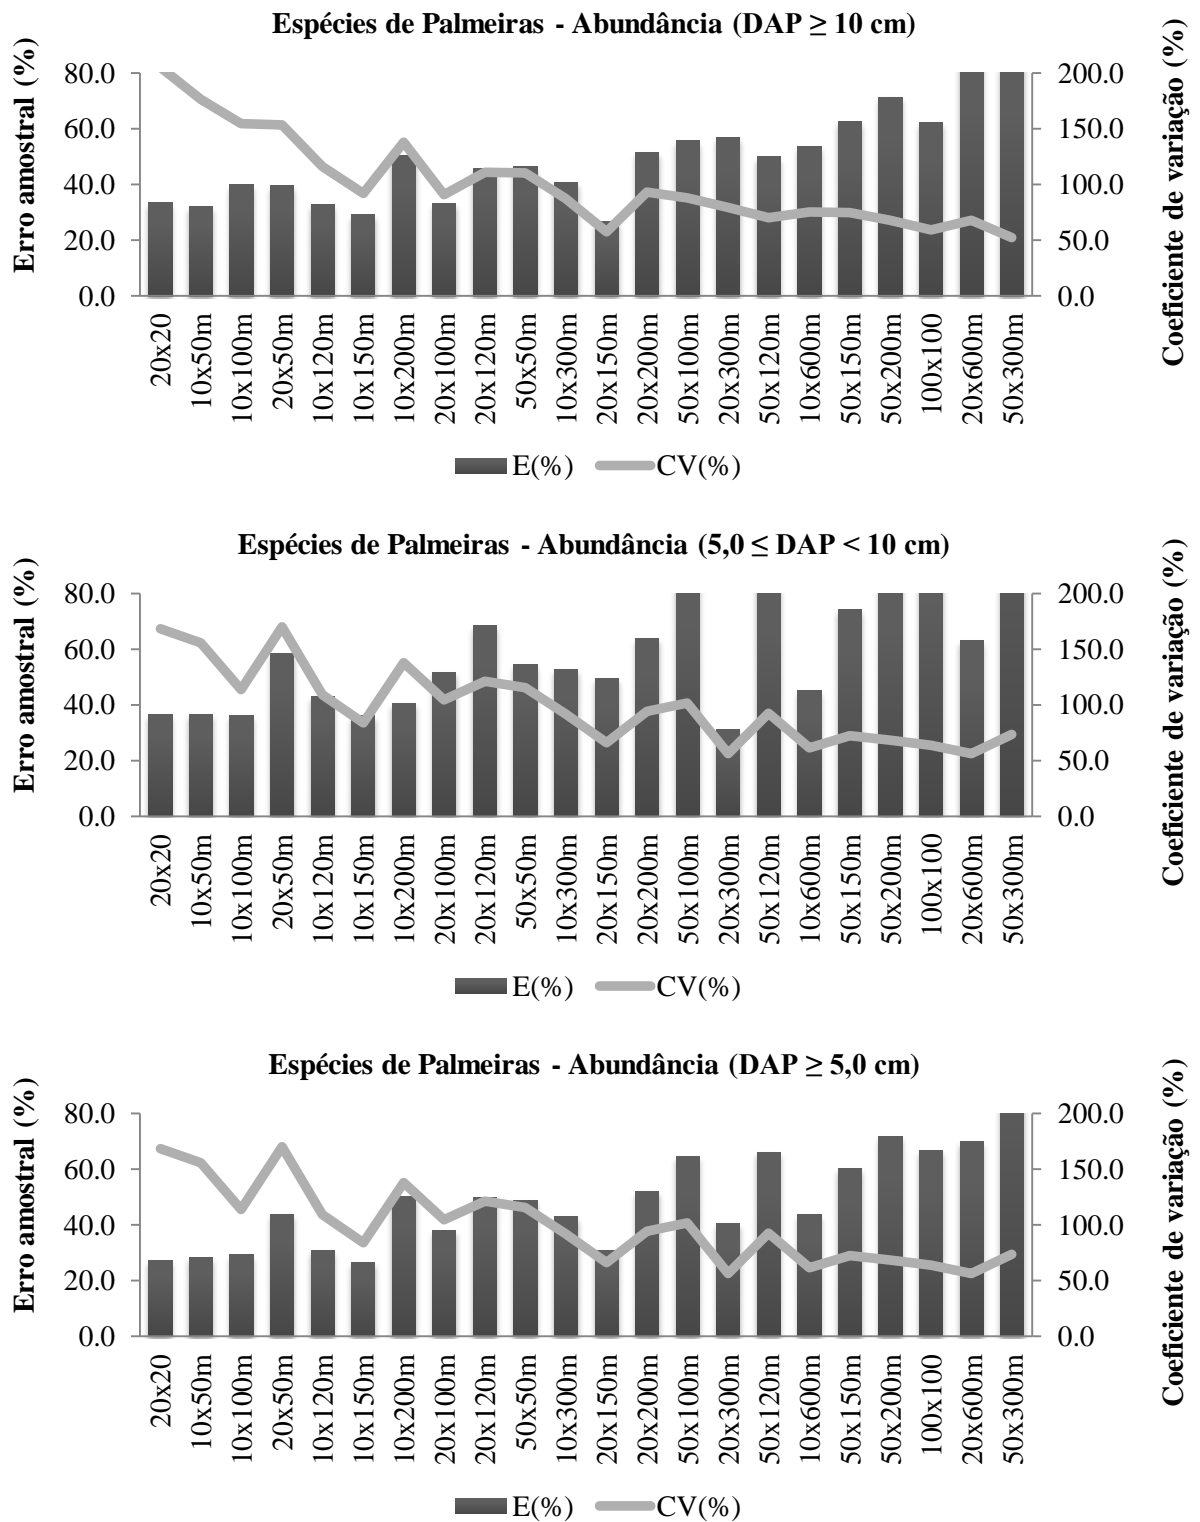 Espécies de Palmeiras - Abundância (DAP ≥ 10 cm)
Erro amostral (%)
80.0
60.0
40.0
20.0
0.0
200.0
150.0
100.0
50.0
0.0
Coeficiente de variação (%)
20x20
10x50m
10x100m
20x50m
10x120m
10x150m
10x200m
20x100m
20x120m
50x50m
10x300m
20x150m
20x200m
50x100m
20x300m
50x120m
10x600m
50x150m
50x200m
100x100
20x600m
50x300m
E(%) CV(%)
Espécies de Palmeiras - Abundância (5,0 ≤ DAP < 10 cm)
Erro amostral (%)
80.0
60.0
40.0
20.0
0.0
200.0
150.0
100.0
50.0
0.0
Coeficiente de variação (%)
20x20
10x50m
10x100m
20x50m
10x120m
10x150m
10x200m
20x100m
20x120m
50x50m
10x300m
20x150m
20x200m
50x100m
20x300m
50x120m
10x600m
50x150m
50x200m
100x100
20x600m
50x300m
E(%) CV(%)
Espécies de Palmeiras - Abundância (DAP ≥ 5,0 cm)
Erro amostral (%)
80.0
60.0
40.0
20.0
0.0
200.0
150.0
100.0
50.0
0.0
Coeficiente de variação (%)
20x20
10x50m
10x100m
20x50m
10x120m
10x150m
10x200m
20x100m
20x120m
50x50m
10x300m
20x150m
20x200m
50x100m
20x300m
50x120m
10x600m
50x150m
50x200m
100x100
20x600m
50x300m
E(%) CV(%)